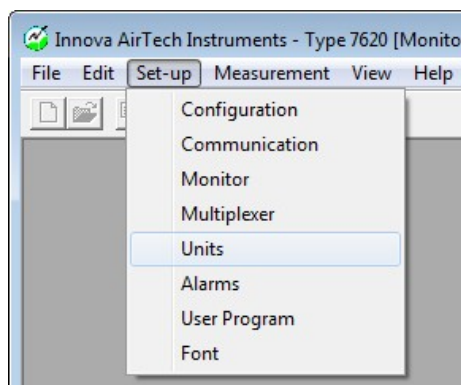 Innova AirTech Instruments - Type 7620 [Monito
File Edit Set-up Measurement View Help
Configuration
Communication
Monitor
Multiplexer
Units
Alarms
User Program
Font